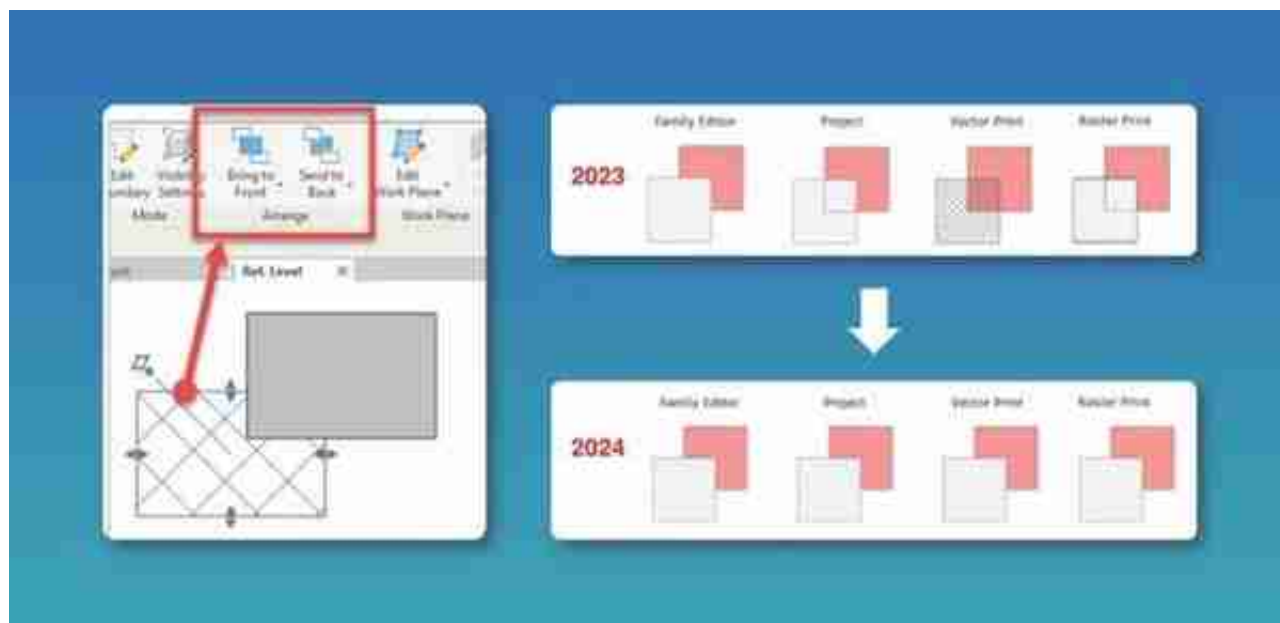 Edit Visibility Bring to Send to Edit
Settings Front Back Work Plane
Mode Arrange Work Plane
Ref. Level
Family Editor Project Vector Print Raster Print
2023
Family Editor Project Vector Print Raster Print
2024